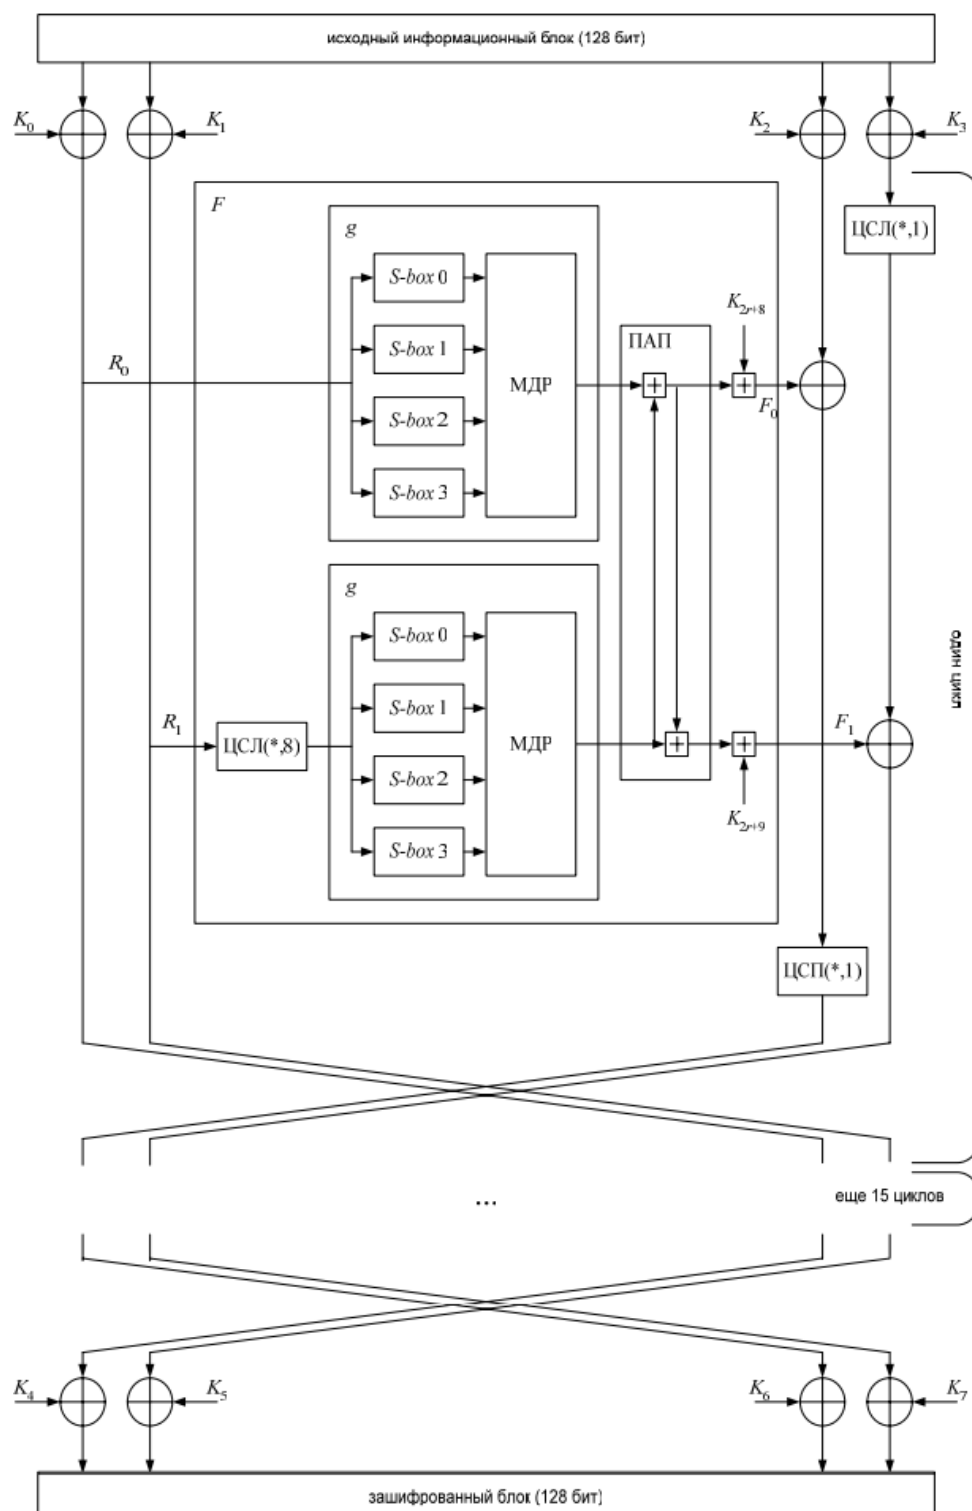 исходный информационный блок (128 бит)
K₀
K₁
K₂
K₃
F
g
ЦСЛ(*,1)
S-box 0
S-box 1
S-box 2
S-box 3
МДР
R₀
ПАП
K₂ᵣ₊₈
F₀
g
S-box 0
S-box 1
S-box 2
S-box 3
МДР
R₁
ЦСЛ(*,8)
F₁
K₂ᵣ₊₉
один цикл
ЦСП(*,1)
...
еще 15 циклов
K₄
K₅
K₆
K₇
зашифрованный блок (128 бит)